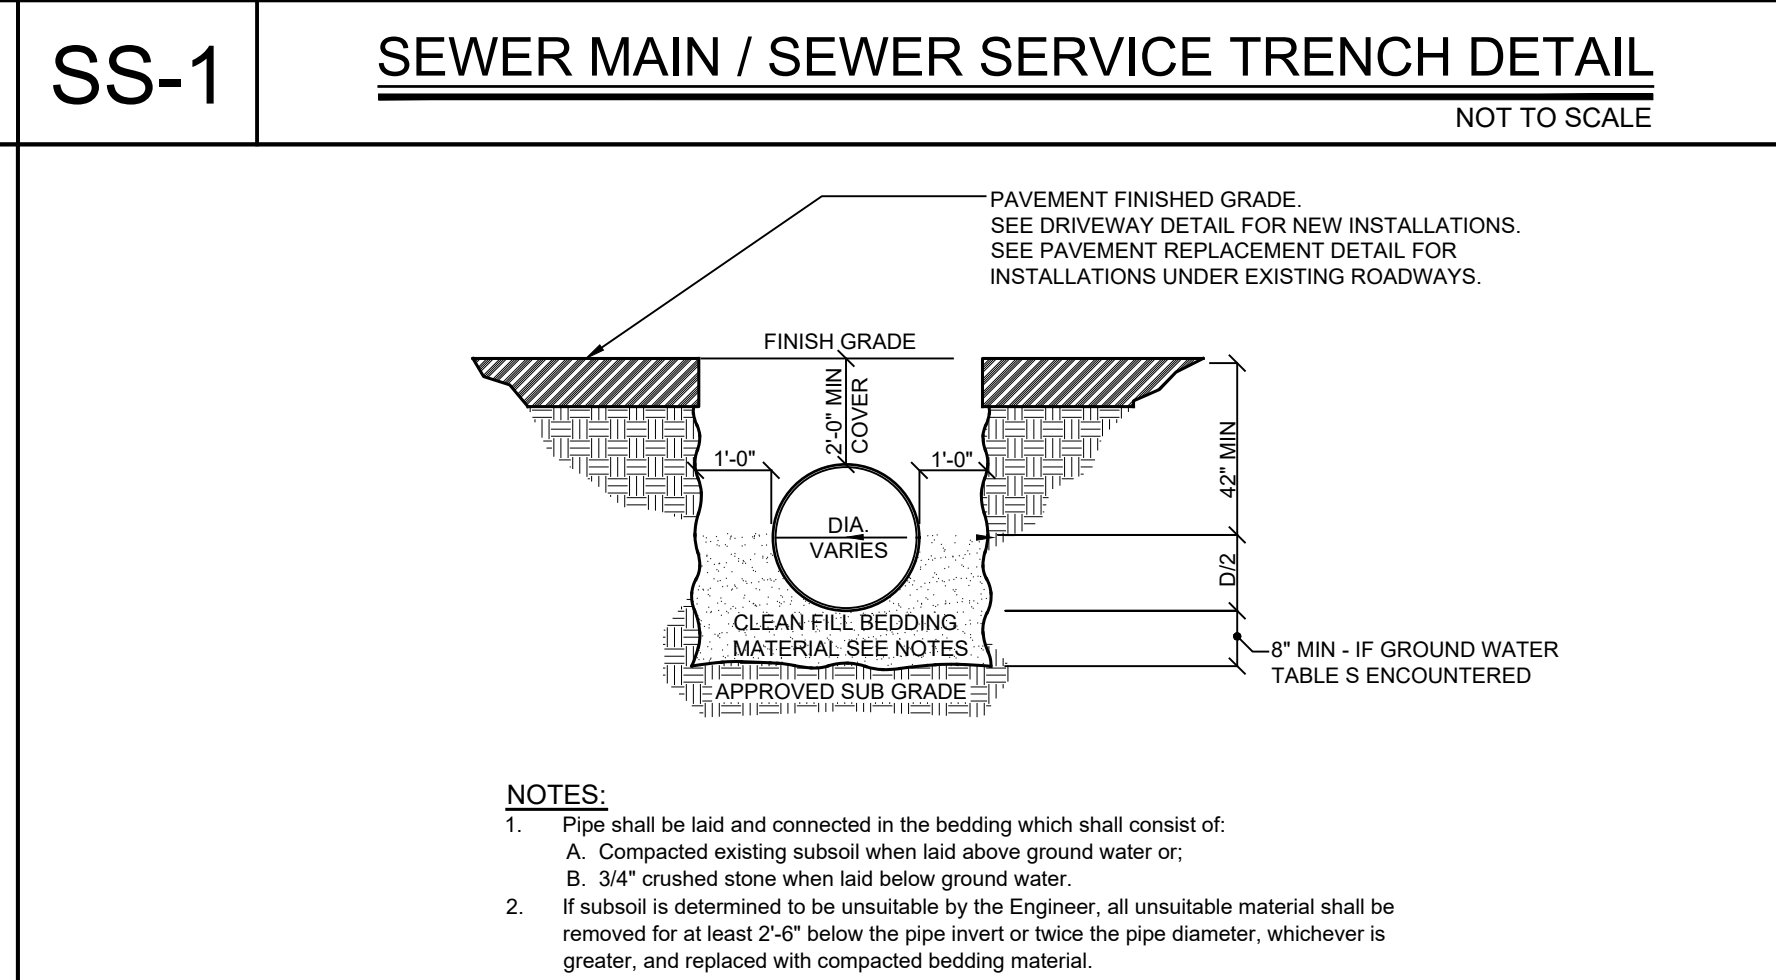 SS-1
SEWER MAIN / SEWER SERVICE TRENCH DETAIL
NOT TO SCALE
PAVEMENT FINISHED GRADE.
SEE DRIVEWAY DETAIL FOR NEW INSTALLATIONS.
SEE PAVEMENT REPLACEMENT DETAIL FOR
INSTALLATIONS UNDER EXISTING ROADWAYS.
FINISH GRADE
2'-0" MIN
COVER
1'-0"
1'-0"
42" MIN
DIA.
VARIES
D/2
CLEAN FILL BEDDING
MATERIAL SEE NOTES
8" MIN - IF GROUND WATER
TABLE S ENCOUNTERED
APPROVED SUB GRADE
NOTES:
1. Pipe shall be laid and connected in the bedding which shall consist of:
A. Compacted existing subsoil when laid above ground water or;
B. 3/4" crushed stone when laid below ground water.
2. If subsoil is determined to be unsuitable by the Engineer, all unsuitable material shall be
removed for at least 2'-6" below the pipe invert or twice the pipe diameter, whichever is
greater, and replaced with compacted bedding material.